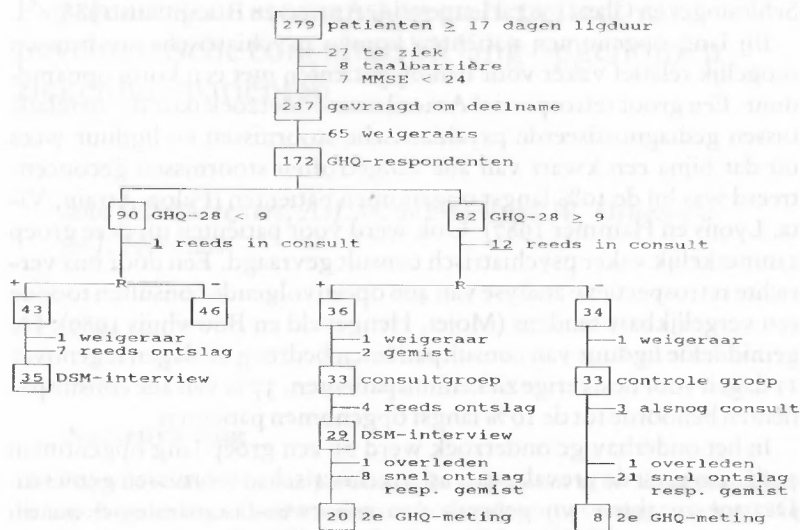 279 patiënten ≥ 21 dagen ligduur
27 te ziek
8 taalbarrière
7 MMSE < 24
237 gevraagd om deelname
65 weigeraars
172 GHQ-respondenten
90 GHQ-28 < 9
1 reeds in consult
R
+ -
43 46
1 weigeraar
7 reeds ontslag
35 DSM-interview
82 GHQ-28 ≥ 9
12 reeds in consult
R
+ -
36
1 weigeraar
2 gemist
33 consultgroep
4 reeds ontslag
29 DSM-interview
1 overleden
8 snel ontslag
resp. gemist
20 2e GHQ-meting
34
1 weigeraar
33 controle groep
3 alsnog consult
1 overleden
21 snel ontslag
resp. gemist
8 2e GHQ-meting